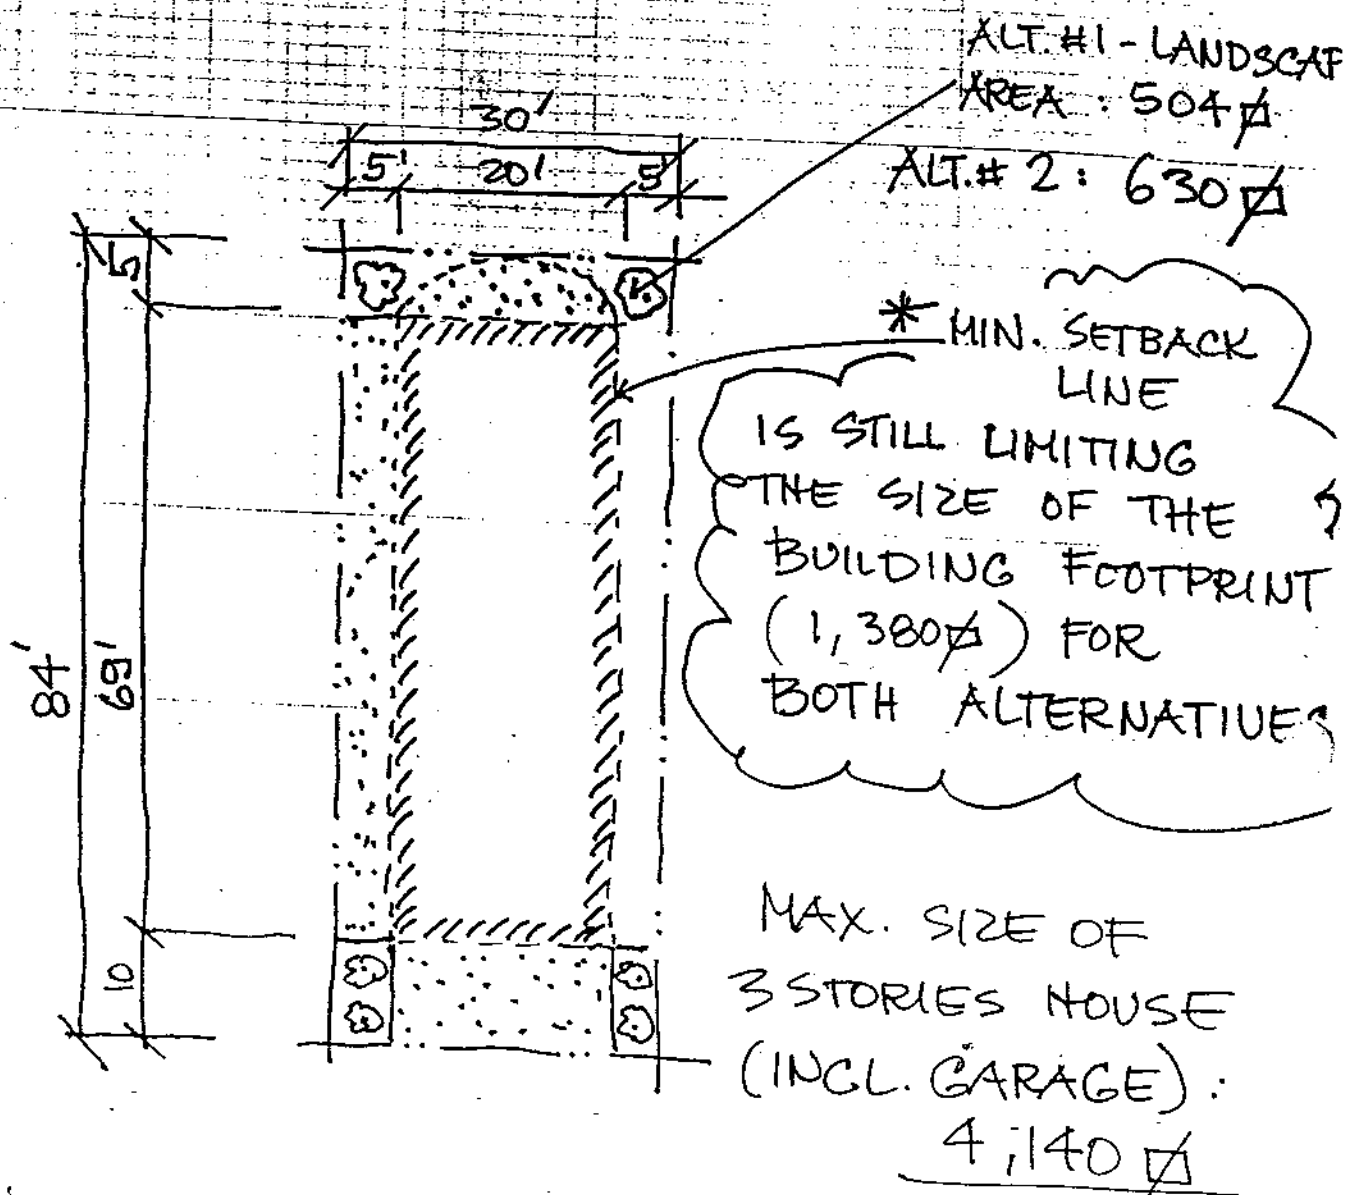 ALT. #1 - LANDSCAP
AREA : 504 ⌀
ALT. # 2 : 630 ⌀
30'
5' 20' 5'
5
* MIN. SETBACK
LINE
IS STILL LIMITING
THE SIZE OF THE
BUILDING FOOTPRINT
(1,380 ⌀) FOR
BOTH ALTERNATIVES
84'
69'
10
MAX. SIZE OF
3 STORIES HOUSE
(INCL. GARAGE) :
4,140 ⌀